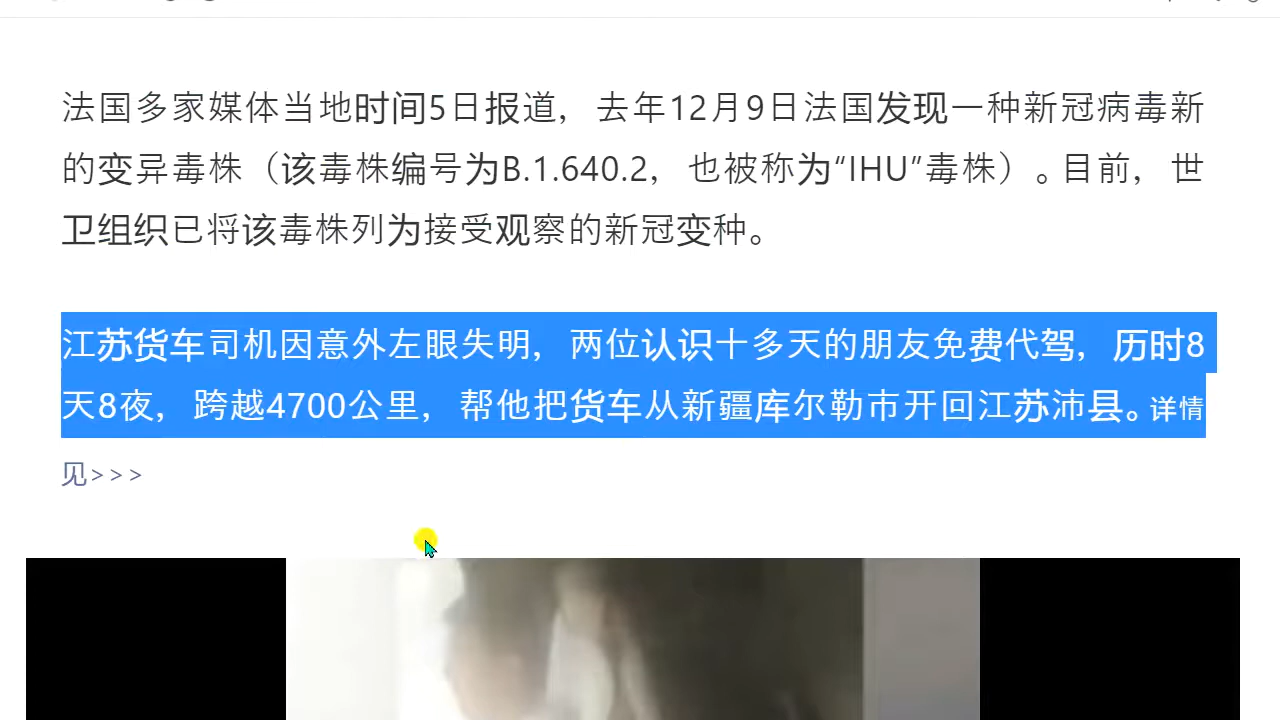 法国多家媒体当地时间5日报道，去年12月9日法国发现一种新冠病毒新
的变异毒株（该毒株编号为B.1.640.2，也被称为“IHU”毒株）。目前，世
卫组织已将该毒株列为接受观察的新冠变种。
江苏货车司机因意外左眼失明，两位认识十多天的朋友免费代驾，历时8
天8夜，跨越4700公里，帮他把货车从新疆库尔勒市开回江苏沛县。详情
见>>>